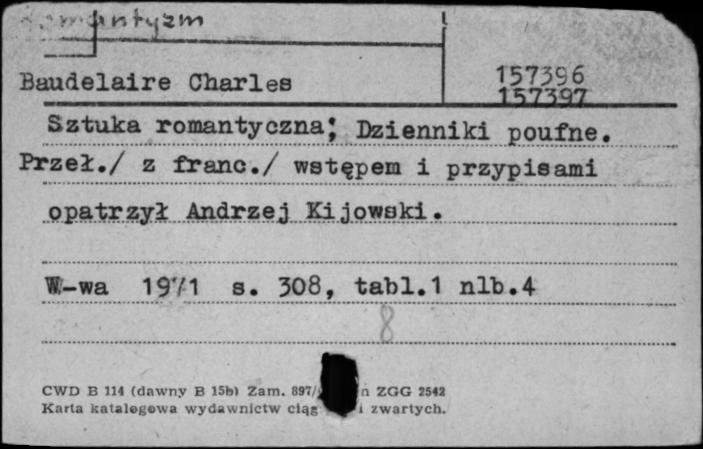 Baudelaire Charles
157396
157397
Sztuka romantyczna; Dzienniki poufne.
Przeł./ z franc./ wstępem i przypisami
opatrzył Andrzej Kijowski.
W-wa 1971 s. 308, tabl.1 nlb.4
8
CWD B 114 (dawny B 15b) Zam. 897/ ZGG 2542
Karta katalogowa wydawnictw ciąg i zwartych.